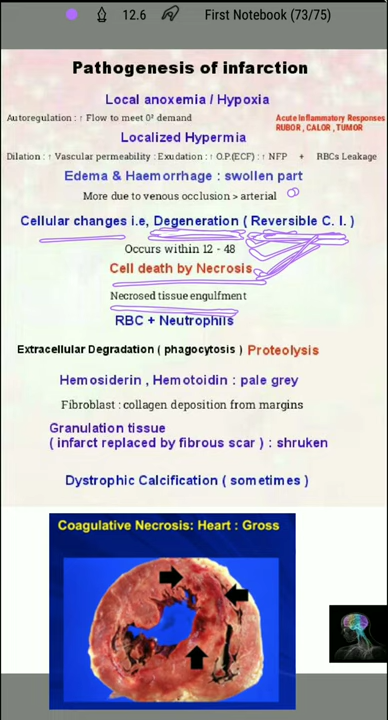 12.6 First Notebook (73/75)
Pathogenesis of infarction
Local anoxemia / Hypoxia
Autoregulation : ↑ Flow to meet 0² demand
Acute Inflammatory Responses
RUBOR , CALOR , TUMOR
Localized Hypermia
Dilation : ↑ Vascular permeability : Exudation : ↑ O.P.(ECF) : ↑ NFP + RBCs Leakage
Edema & Haemorrhage : swollen part
More due to venous occlusion > arterial
Cellular changes i.e, Degeneration ( Reversible C. I. )
Occurs within 12 - 48
Cell death by Necrosis
Necrosed tissue engulfment
RBC + Neutrophils
Extracellular Degradation ( phagocytosis ) Proteolysis
Hemosiderin , Hemotoidin : pale grey
Fibroblast : collagen deposition from margins
Granulation tissue
( infarct replaced by fibrous scar ) : shruken
Dystrophic Calcification ( sometimes )
Coagulative Necrosis: Heart : Gross